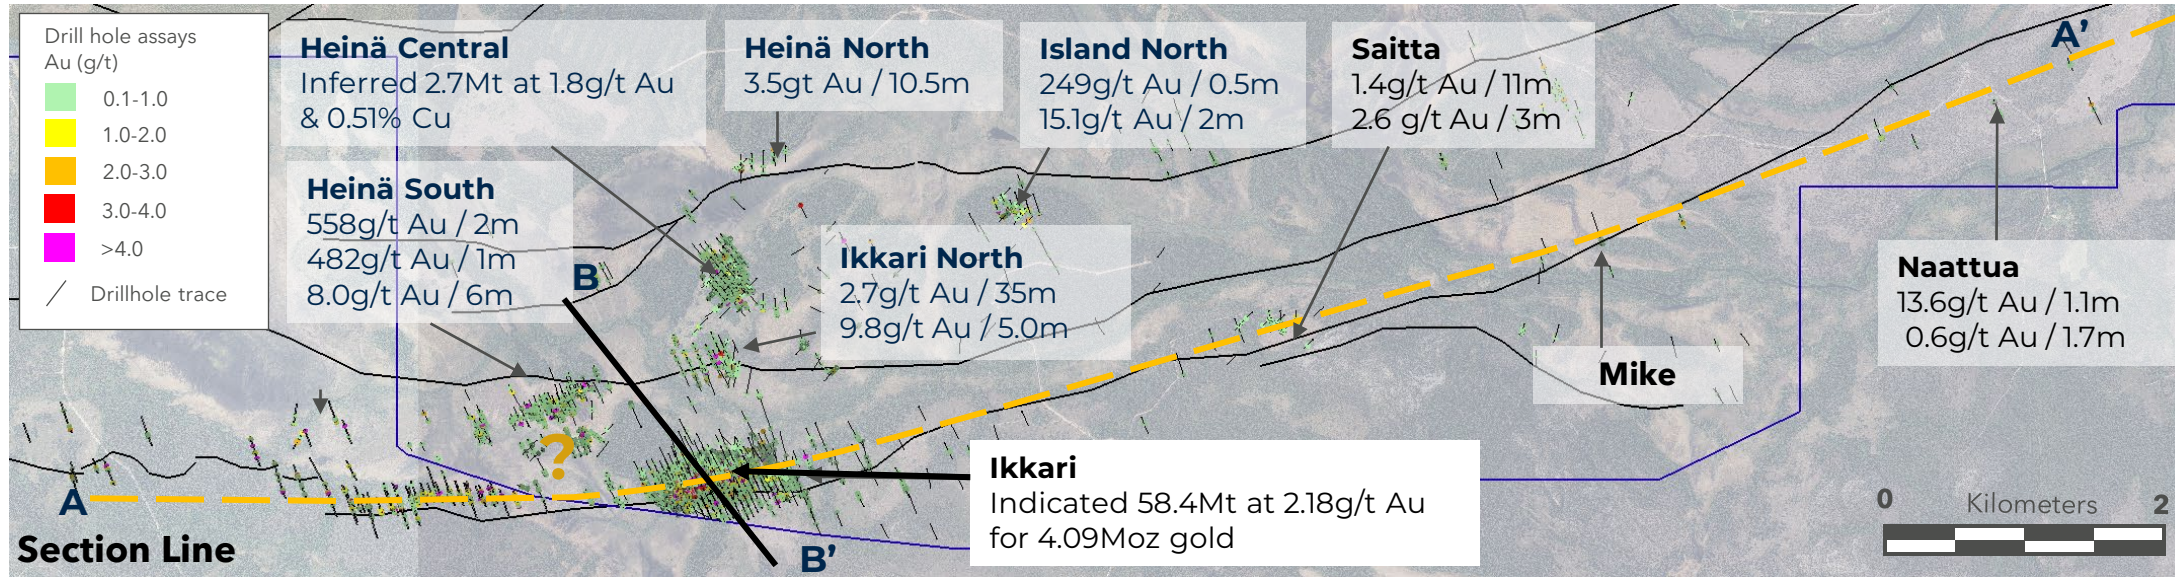 Drill hole assays
Au (g/t)
0.1-1.0
1.0-2.0
2.0-3.0
3.0-4.0
>4.0
Drillhole trace
Heinä Central
Inferred 2.7Mt at 1.8g/t Au
& 0.51% Cu
Heinä North
3.5gt Au / 10.5m
Island North
249g/t Au / 0.5m
15.1g/t Au / 2m
Saitta
1.4g/t Au / 11m
2.6 g/t Au / 3m
A’
Heinä South
558g/t Au / 2m
482g/t Au / 1m
8.0g/t Au / 6m
B
Ikkari North
2.7g/t Au / 35m
9.8g/t Au / 5.0m
Naattua
13.6g/t Au / 1.1m
0.6g/t Au / 1.7m
Mike
?
Ikkari
Indicated 58.4Mt at 2.18g/t Au
for 4.09Moz gold
A
Section Line
B’
0 Kilometers 2